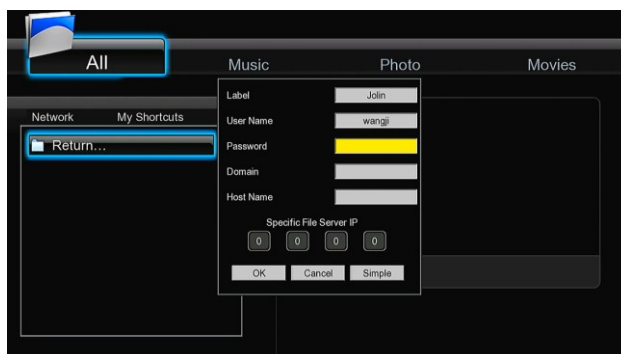 All
Music
Photo
Movies
Network
My Shortcuts
Return...
Label
Jolin
User Name
wangji
Password
Domain
Host Name
Specific File Server IP
0 0 0 0
OK
Cancel
Simple